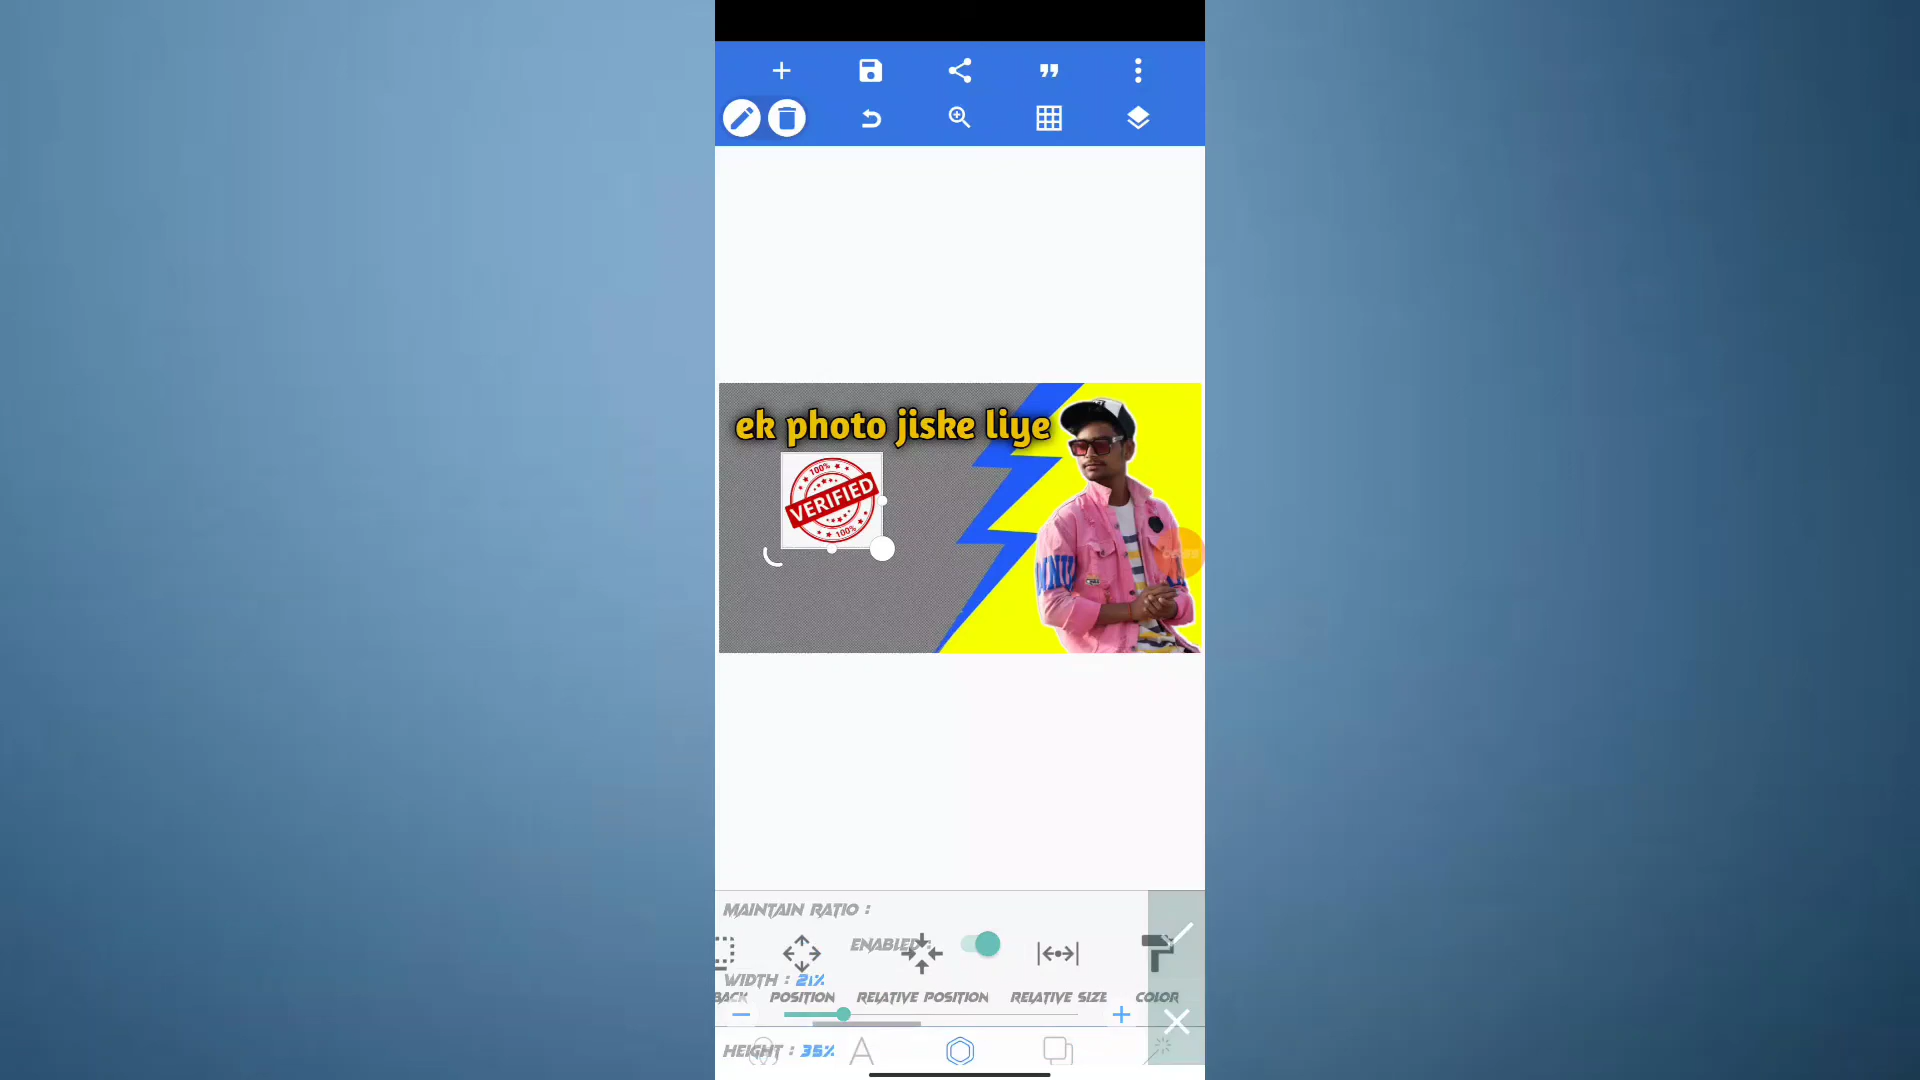 ek photo jiske liye
100%
VERIFIED
100%
MAINTAIN RATIO :
ENABLED :
WIDTH : 21%
BACK POSITION RELATIVE POSITION RELATIVE SIZE COLOR
HEIGHT : 35%